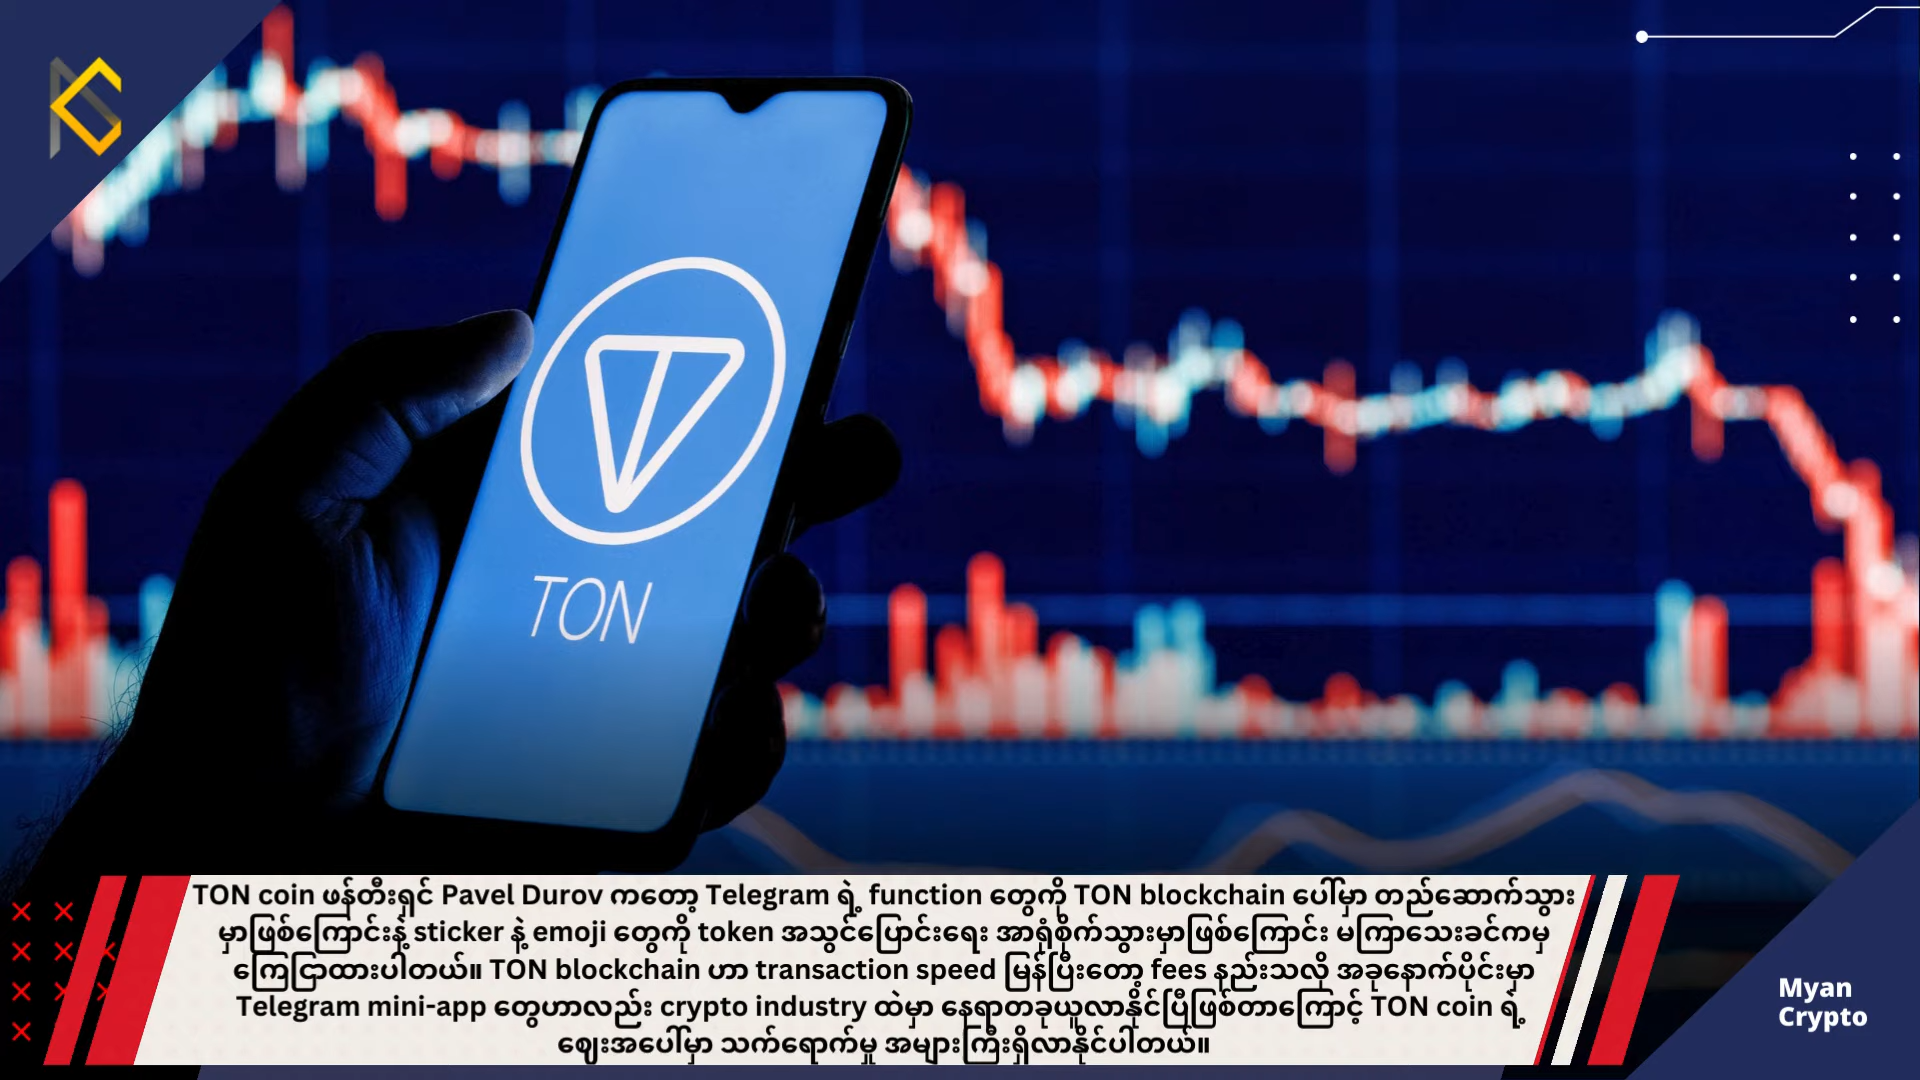 TON
TON coin ဖန်တီးရှင် Pavel Durov ကတော့ Telegram ရဲ့ function တွေကို TON blockchain ပေါ်မှာ တည်ဆောက်သွား
မှာဖြစ်ကြောင်းနဲ့ sticker နဲ့ emoji တွေကို token အသွင်ပြောင်းရေး အာရုံစိုက်သွားမှာဖြစ်ကြောင်း မကြာသေးခင်ကမှ
ကြေငြာထားပါတယ်။ TON blockchain ဟာ transaction speed မြန်ပြီးတော့ fees နည်းသလို အခုနောက်ပိုင်းမှာ
Telegram mini-app တွေဟာလည်း crypto industry ထဲမှာ နေရာတခုယူလာနိုင်ပြီဖြစ်တာကြောင့် TON coin ရဲ့
ဈေးအပေါ်မှာ သက်ရောက်မှု အများကြီးရှိလာနိုင်ပါတယ်။
Myan
Crypto